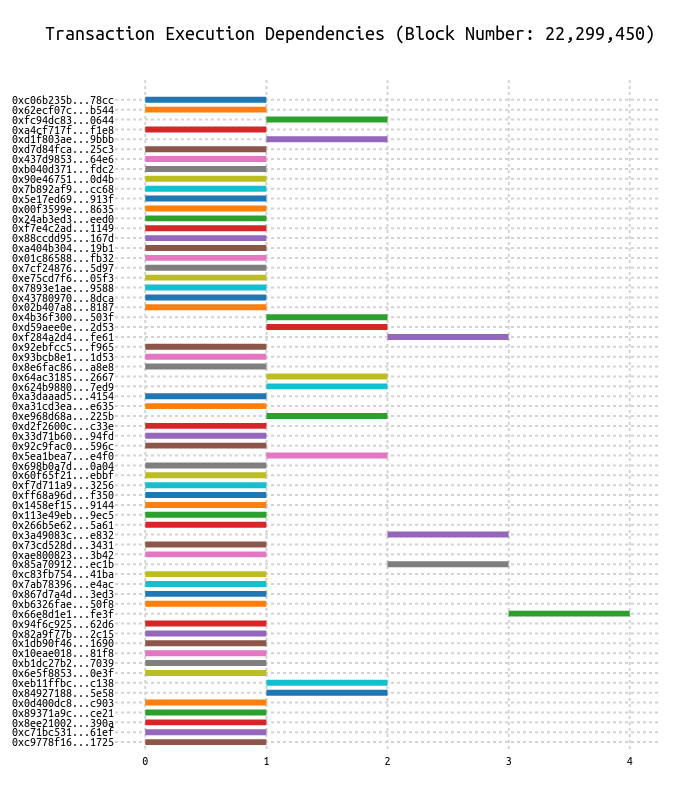 Transaction Execution Dependencies (Block Number: 22,299,450)
0xc06b235b...78cc
0x62ecf07c...b544
0xfc94dc83...0644
0xa4cf717f...f1e8
0xd1f803ae...9bbb
0xd7d84fca...25c3
0x437d9853...64e6
0xb040d371...fdc2
0x90e46751...0d4b
0x7b892af9...cc68
0x5e17ed69...913f
0x00f3599e...8635
0x24ab3ed3...eed0
0xf7e4c2ad...1149
0x88ccdd95...167d
0xa404b304...19b1
0x01c86588...fb32
0x7cf24876...5d97
0xe75cd7f6...05f3
0x7893e1ae...9588
0x43780970...8dca
0x02b407a8...8187
0x4b36f300...503f
0xd59aee0e...2d53
0xf284a2d4...fe61
0x92ebfcc5...f965
0x93bcb8e1...1d53
0x8e6fac86...a8e8
0x64ac3185...2667
0x624b9880...7ed9
0xa3daaad5...4154
0xa31cd3ea...e635
0xe968d68a...225b
0xd2f2600c...c33e
0x33d71b60...94fd
0x92c9fac0...596c
0x5ea1bea7...e4f0
0x698b0a7d...0a04
0x60f65f21...ebbf
0xf7d711a9...3256
0xff68a96d...f350
0x1458ef15...9144
0x113e49eb...9ec5
0x266b5e62...5a61
0x3a49083c...e832
0x73cd528d...3431
0xae800823...3b42
0x85a70912...ec1b
0xc83fb754...41ba
0x7ab78396...e4ac
0x867d7a4d...3ed3
0xb6326fae...50f8
0x66e8d1e1...fe3f
0x94f6c925...62d6
0x82a9f77b...2c15
0x1db90f46...1690
0x10eae018...81f8
0xb1dc27b2...7039
0x6e5f8853...0e3f
0xeb11ffbc...c138
0x84927188...5e58
0x0d400dc8...c903
0x89371a9c...ce21
0x8ee21002...390a
0xc71bc531...61ef
0xc9778f16...1725
0 1 2 3 4